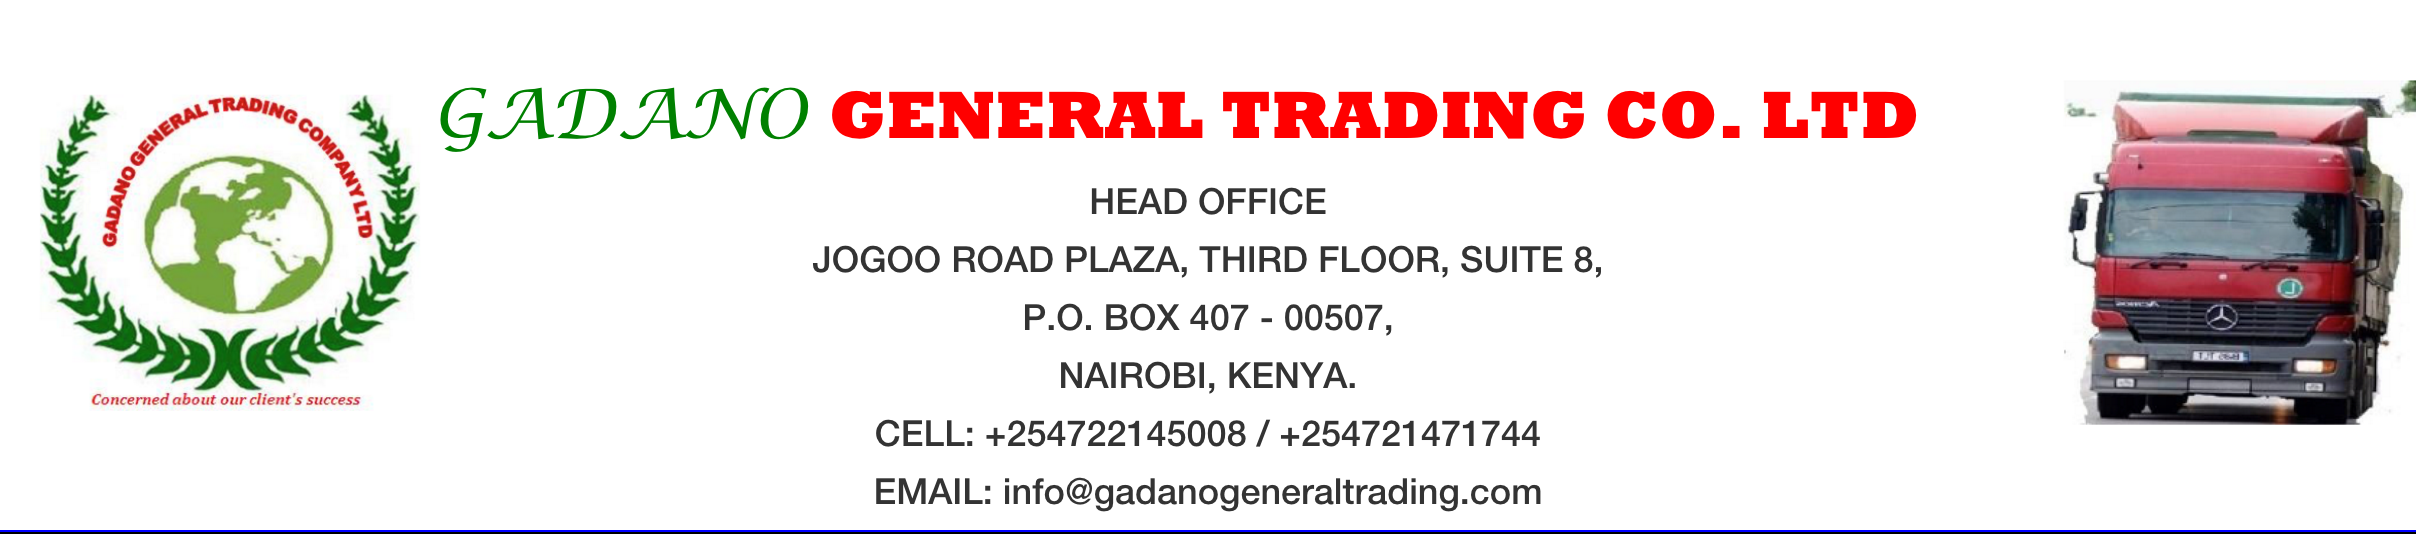 GADANO GENERAL TRADING COMPANY LTD
Concerned about our client's success
GADANO GENERAL TRADING CO. LTD
HEAD OFFICE
JOGOO ROAD PLAZA, THIRD FLOOR, SUITE 8,
P.O. BOX 407 - 00507,
NAIROBI, KENYA.
CELL: +254722145008 / +254721471744
EMAIL: info@gadanogeneraltrading.com